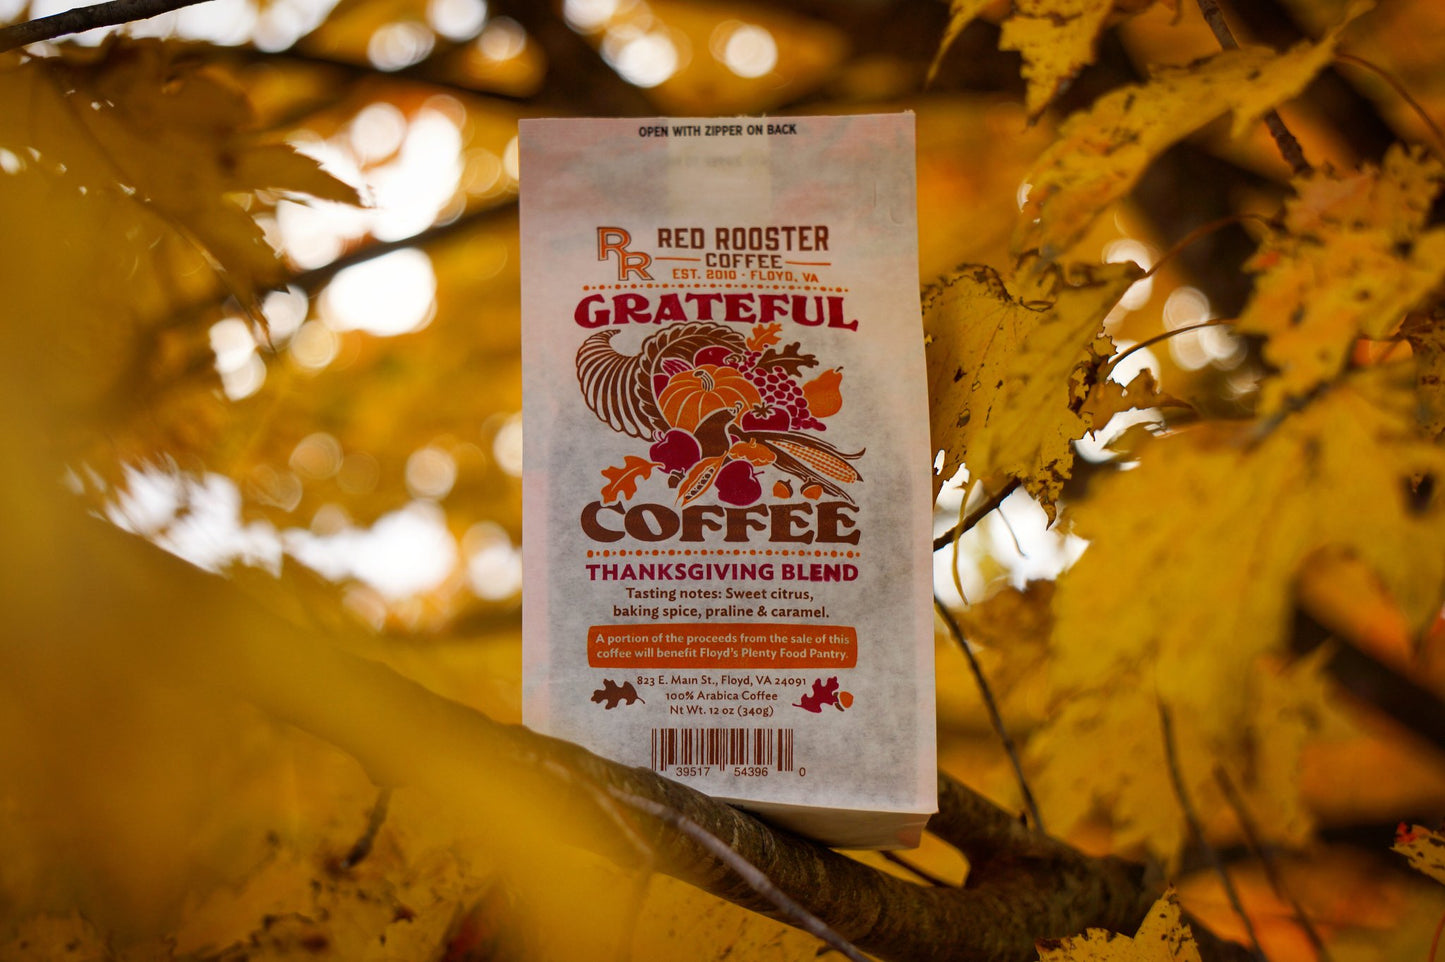 OPEN WITH ZIPPER ON BACK
RR
RED ROOSTER
COFFEE
EST. 2010 · FLOYD, VA
GRATEFUL
COFFEE
THANKSGIVING BLEND
Tasting notes: Sweet citrus,
baking spice, praline & caramel.
A portion of the proceeds from the sale of this
coffee will benefit Floyd's Plenty Food Pantry.
823 E. Main St., Floyd, VA 24091
100% Arabica Coffee
Nt Wt. 12 oz (340g)
39517 54396 0